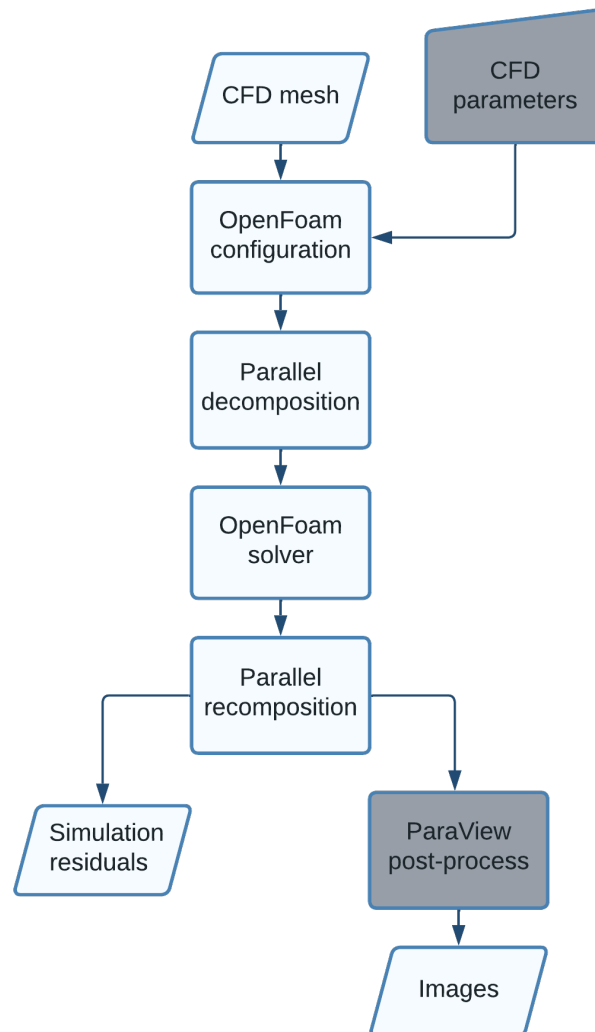 CFD mesh
CFD
parameters
OpenFoam
configuration
Parallel
decomposition
OpenFoam
solver
Parallel
recomposition
Simulation
residuals
ParaView
post-process
Images